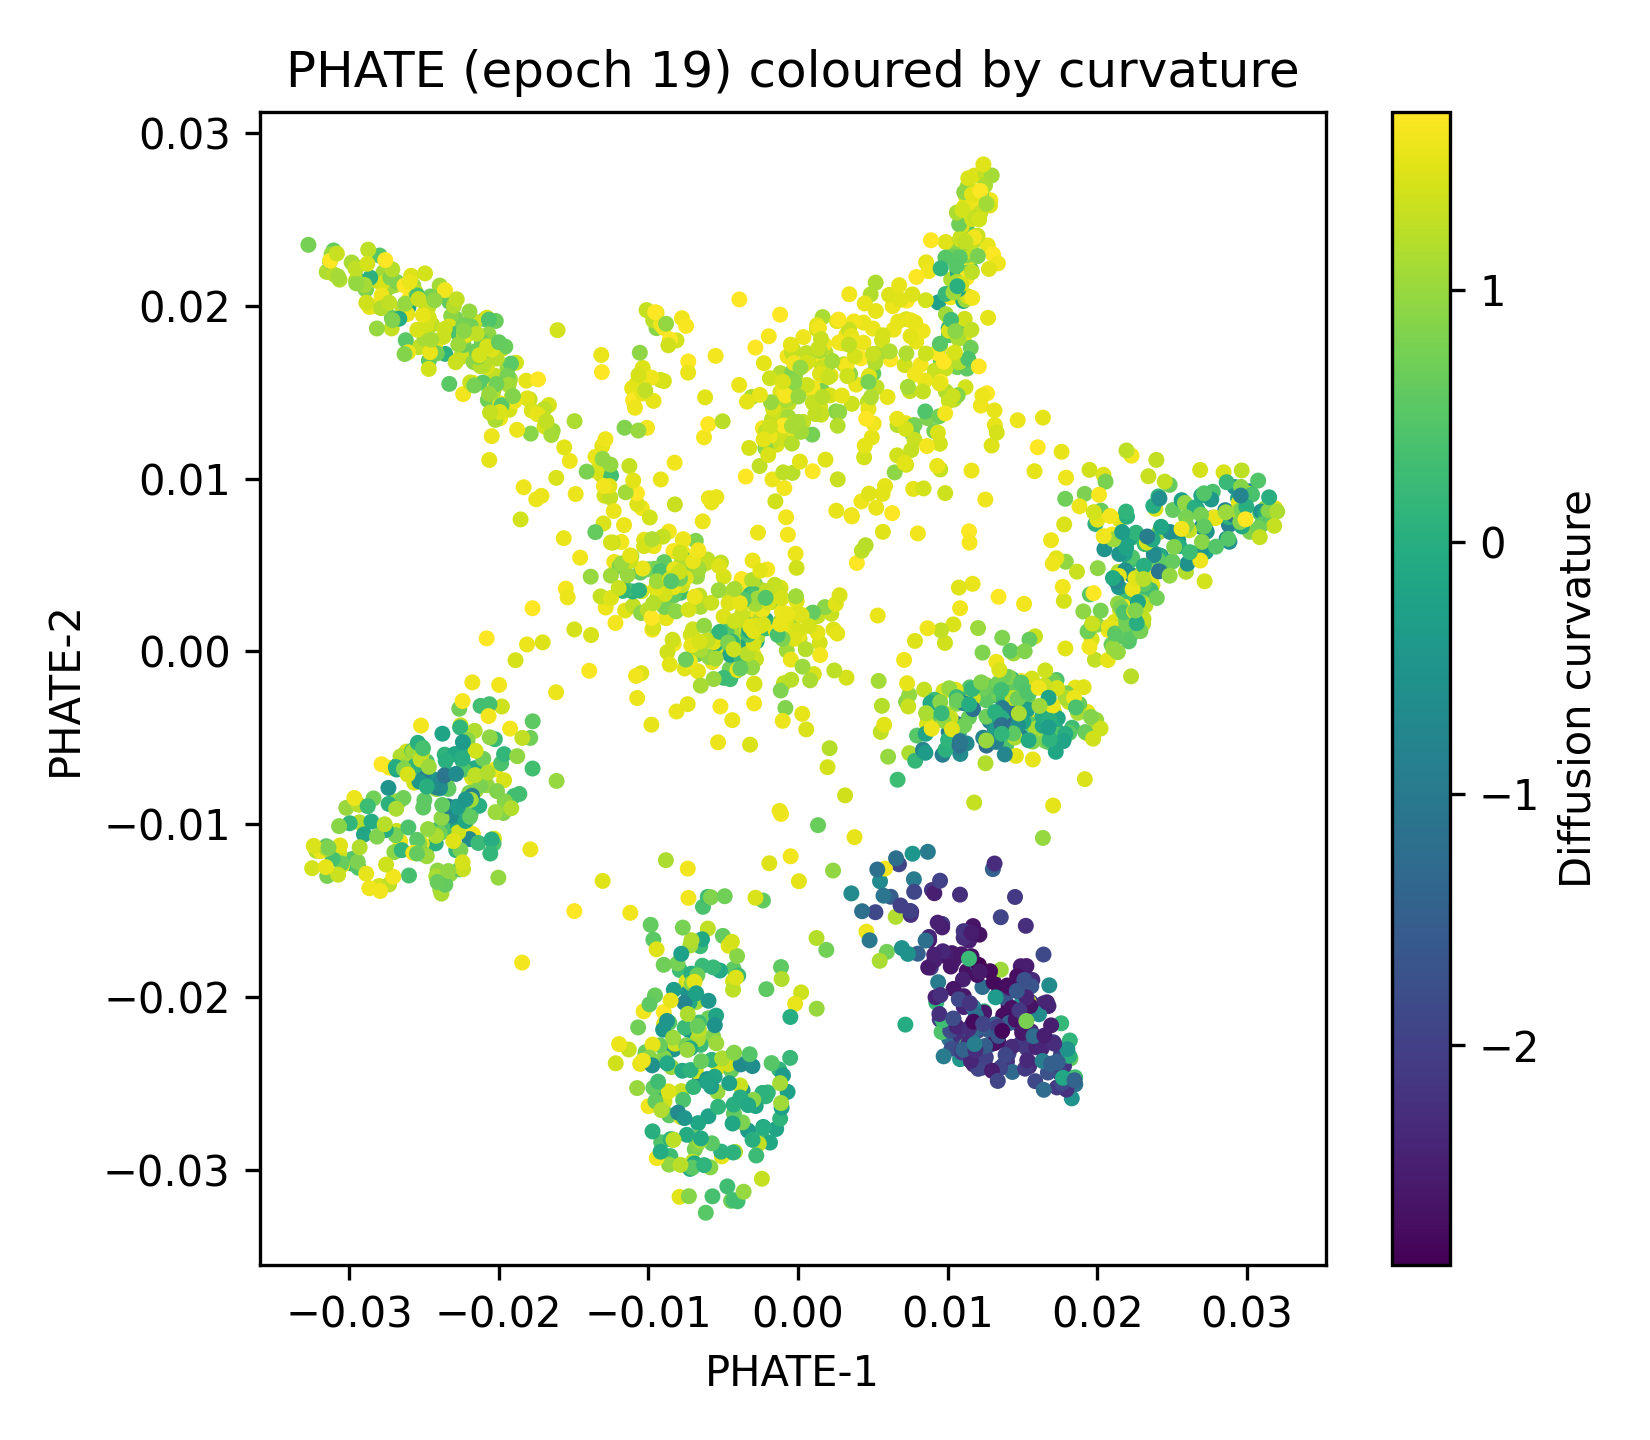 PHATE (epoch 19) coloured by curvature
0.03
0.02
0.01
0.00
−0.01
−0.02
−0.03
PHATE-2
−0.03 −0.02 −0.01 0.00 0.01 0.02 0.03
PHATE-1
1
0
−1
−2
Diffusion curvature